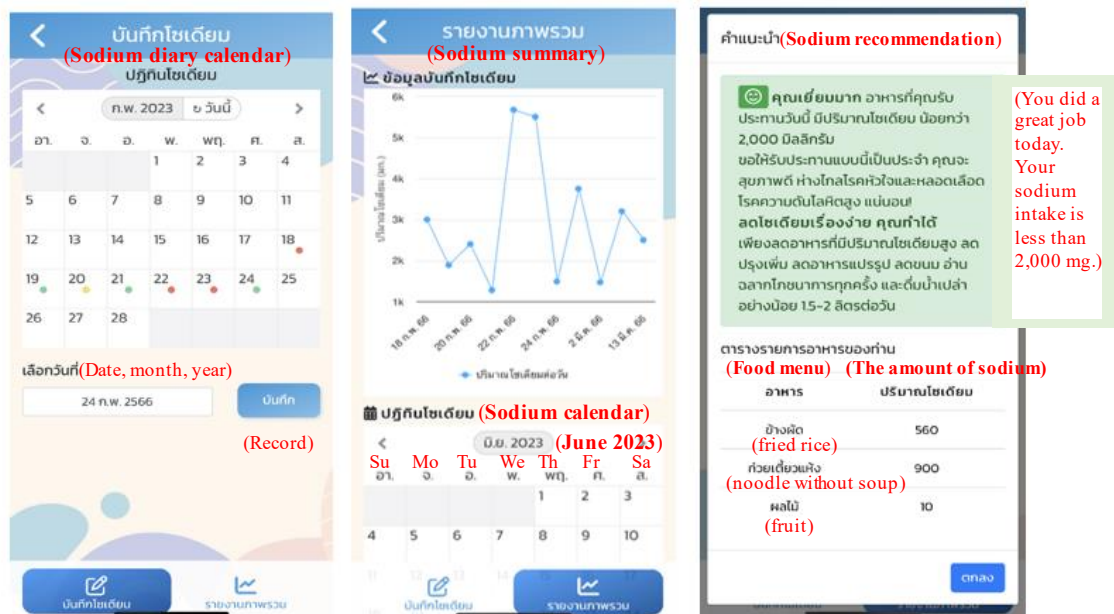 บันทึกโซเดียม
(Sodium diary calendar)
ปฏิทินโซเดียม
ก.พ. 2023 ↻ วันนี้
อา. จ. อ. พ. พฤ. ศ. ส.
1 2 3 4
5 6 7 8 9 10 11
12 13 14 15 16 17 18
19 20 21 22 23 24 25
26 27 28
เลือกวันที่(Date, month, year)
24 ก.พ. 2566
บันทึก
(Record)
บันทึกโซเดียม
รายงานภาพรวม
รายงานภาพรวม
(Sodium summary)
ข้อมูลบันทึกโซเดียม
6k
5k
4k
3k
2k
1k
ปริมาณโซเดียม (มก.)
18 ก.พ. 66
20 ก.พ. 66
22 ก.พ. 66
24 ก.พ. 66
2 มี.ค. 66
13 มี.ค. 66
ปริมาณโซเดียมต่อวัน
ปฏิทินโซเดียม (Sodium calendar)
มิ.ย. 2023 (June 2023)
Su Mo Tu We Th Fr Sa
อา. จ. อ. พ. พฤ. ศ. ส.
1 2 3
4 5 6 7 8 9 10
บันทึกโซเดียม
รายงานภาพรวม
คำแนะนำ(Sodium recommendation)
คุณเยี่ยมมาก อาหารที่คุณรับ
ประทานวันนี้ มีปริมาณโซเดียม น้อยกว่า
2,000 มิลลิกรัม
ขอให้รับประทานแบบนี้เป็นประจำ คุณจะ
สุขภาพดี ห่างไกลโรคหัวใจและหลอดเลือด
โรคความดันโลหิตสูง แน่นอน!
ลดโซเดียมเรื่องง่าย คุณทำได้
เพียงลดอาหารที่มีปริมาณโซเดียมสูง ลด
ปรุงเพิ่ม ลดอาหารแปรรูป ลดขนม อ่าน
ฉลากโภชนาการทุกครั้ง และดื่มน้ำเปล่า
อย่างน้อย 1.5-2 ลิตรต่อวัน
(You did a
great job
today.
Your
sodium
intake is
less than
2,000 mg.)
ตารางรายการอาหารของท่าน
(Food menu) (The amount of sodium)
อาหาร ปริมาณโซเดียม
ข้าวผัด 560
(fried rice)
ก๋วยเตี๋ยวแห้ง 900
(noodle without soup)
ผลไม้ 10
(fruit)
ตกลง